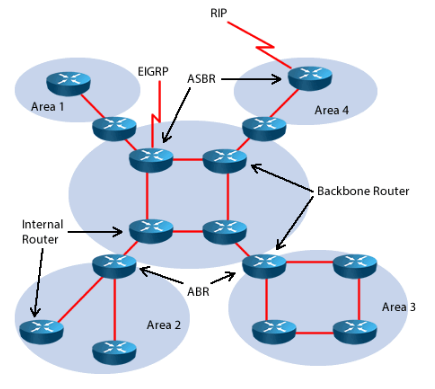 RIP
EIGRP
ASBR
Area 1
Area 4
Backbone Router
Internal
Router
ABR
Area 2
Area 3